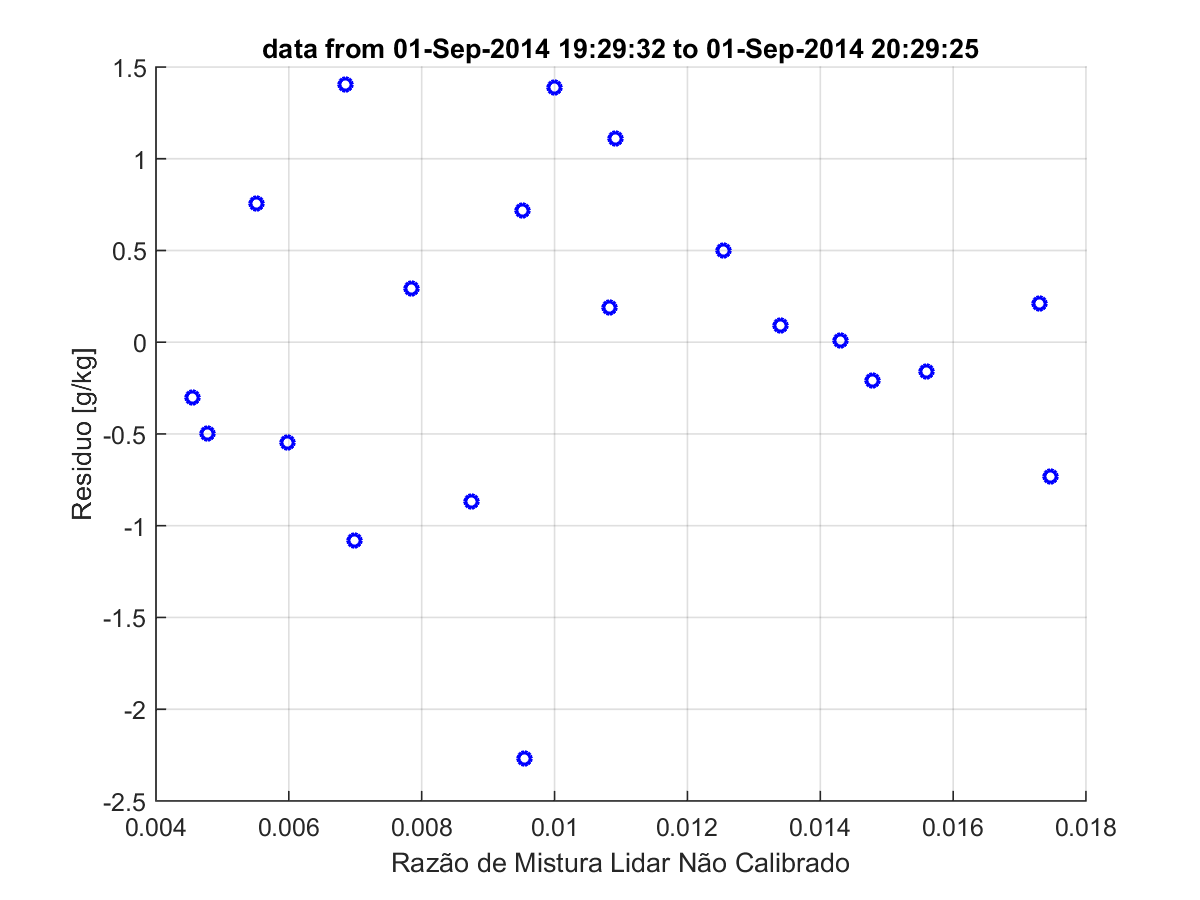 data from 01-Sep-2014 19:29:32 to 01-Sep-2014 20:29:25
1.5
1
0.5
0
-0.5
-1
-1.5
-2
-2.5
Residuo [g/kg]
0.004 0.006 0.008 0.01 0.012 0.014 0.016 0.018
Razão de Mistura Lidar Não Calibrado